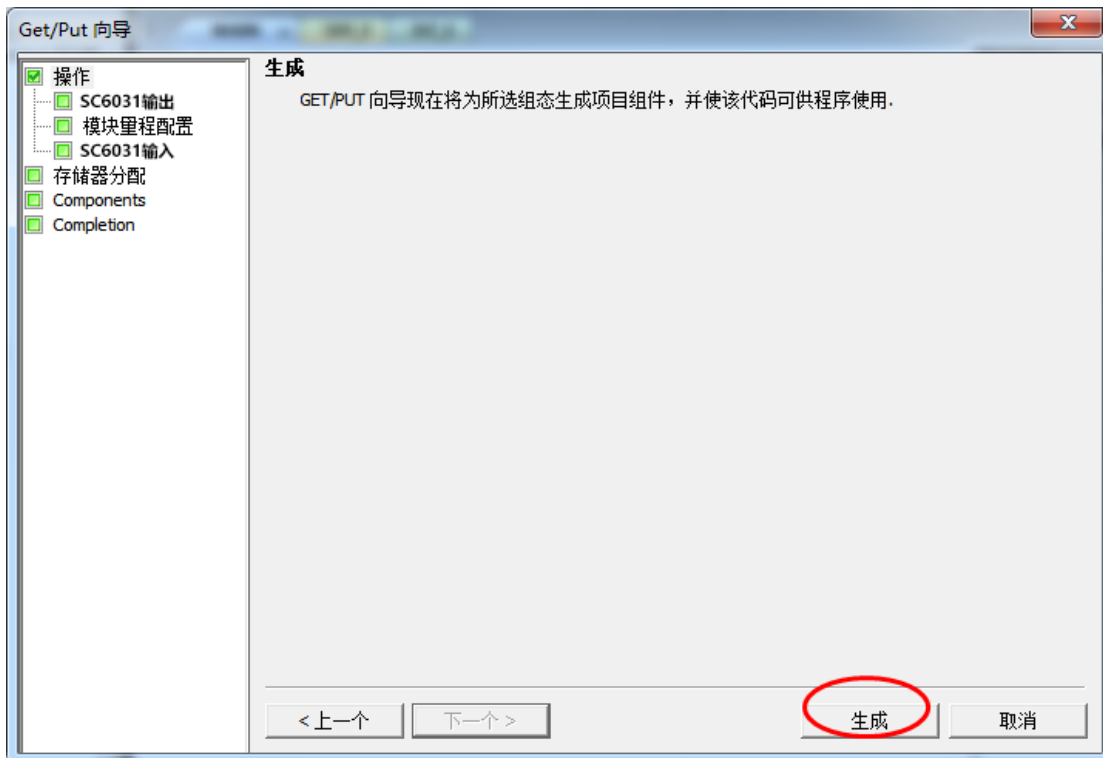 Get/Put 向导
操作
SC6031输出
模块量程配置
SC6031输入
存储器分配
Components
Completion
生成
GET/PUT 向导现在将为所选组态生成项目组件，并使该代码可供程序使用.
<上一个
下一个 >
生成
取消